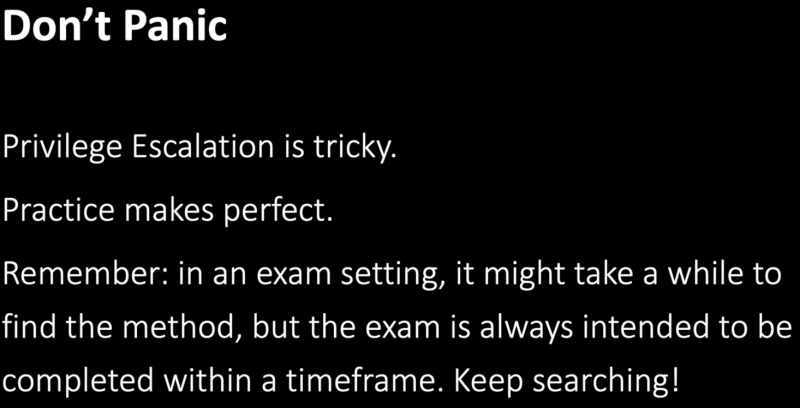 Don’t Panic
Privilege Escalation is tricky.
Practice makes perfect.
Remember: in an exam setting, it might take a while to
find the method, but the exam is always intended to be
completed within a timeframe. Keep searching!